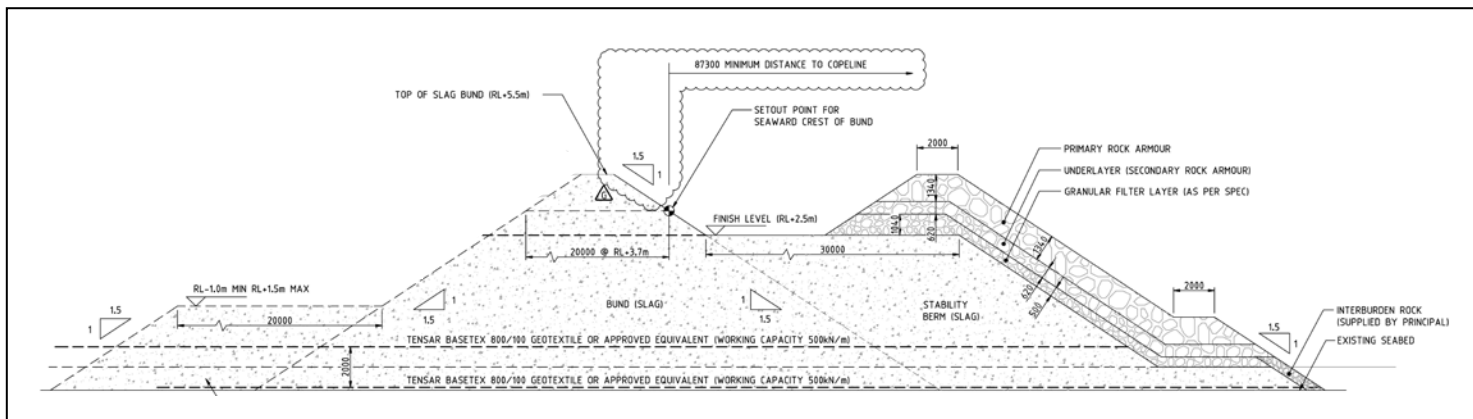 87300 MINIMUM DISTANCE TO COPELINE
TOP OF SLAG BUND (RL+5.5m)
SETOUT POINT FOR
SEAWARD CREST OF BUND
1.5
1
G
2000
PRIMARY ROCK ARMOUR
UNDERLAYER (SECONDARY ROCK ARMOUR)
GRANULAR FILTER LAYER (AS PER SPEC)
1340
FINISH LEVEL (RL+2.5m)
1040
620
1340
20000 @ RL+3.7m
30000
620
500
RL-1.0m MIN RL+1.5m MAX
2000
1.5
1
20000
1
1.5
BUND (SLAG)
1
1.5
STABILITY
BERM (SLAG)
1.5
1
INTERBURDEN ROCK
(SUPPLIED BY PRINCIPAL)
EXISTING SEABED
TENSAR BASETEX 800/100 GEOTEXTILE OR APPROVED EQUIVALENT (WORKING CAPACITY 500kN/m)
2000
TENSAR BASETEX 800/100 GEOTEXTILE OR APPROVED EQUIVALENT (WORKING CAPACITY 500kN/m)